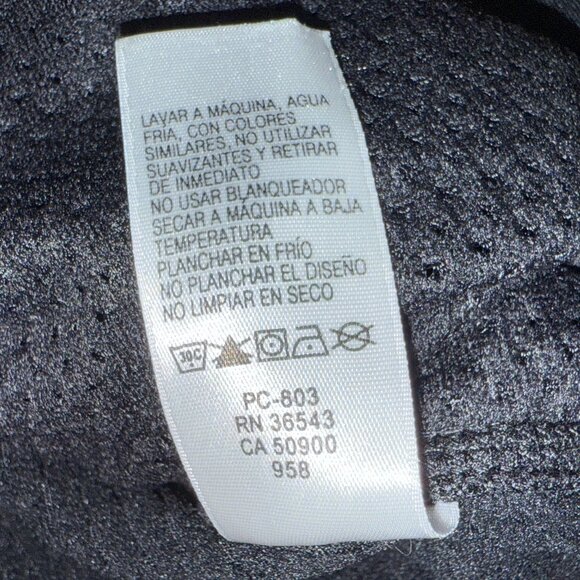 LAVAR A MÁQUINA, AGUA
FRIA, CON COLORES
SIMILARES, NO UTILIZAR
SUAVIZANTES Y RETIRAR
DE INMEDIATO
NO USAR BLANQUEADOR
SECAR A MÁQUINA A BAJA
TEMPERATURA
PLANCHAR EN FRÍO
NO PLANCHAR EL DISEÑO
NO LIMPIAR EN SECO
30C
PC-803
RN 36543
CA 50900
958